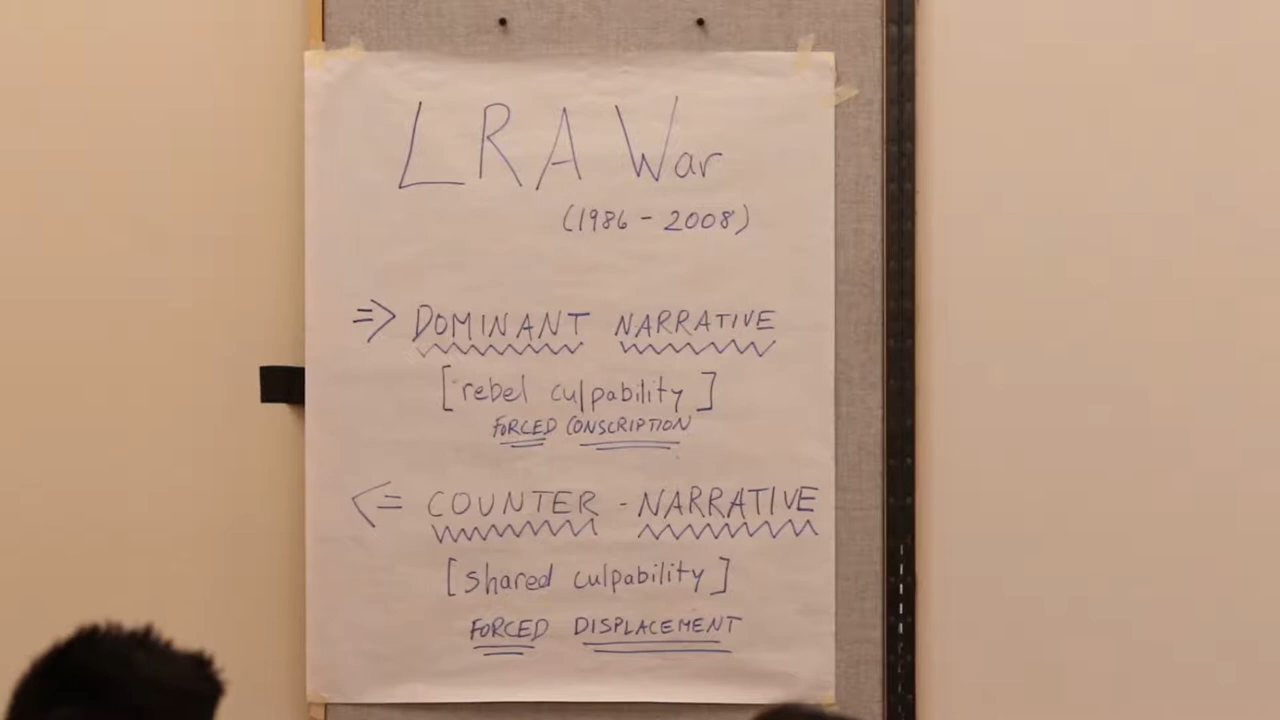 LRA War
(1986 - 2008)
=> DOMINANT NARRATIVE
[rebel culpability]
FORCED CONSCRIPTION
<= COUNTER - NARRATIVE
[shared culpability]
FORCED DISPLACEMENT